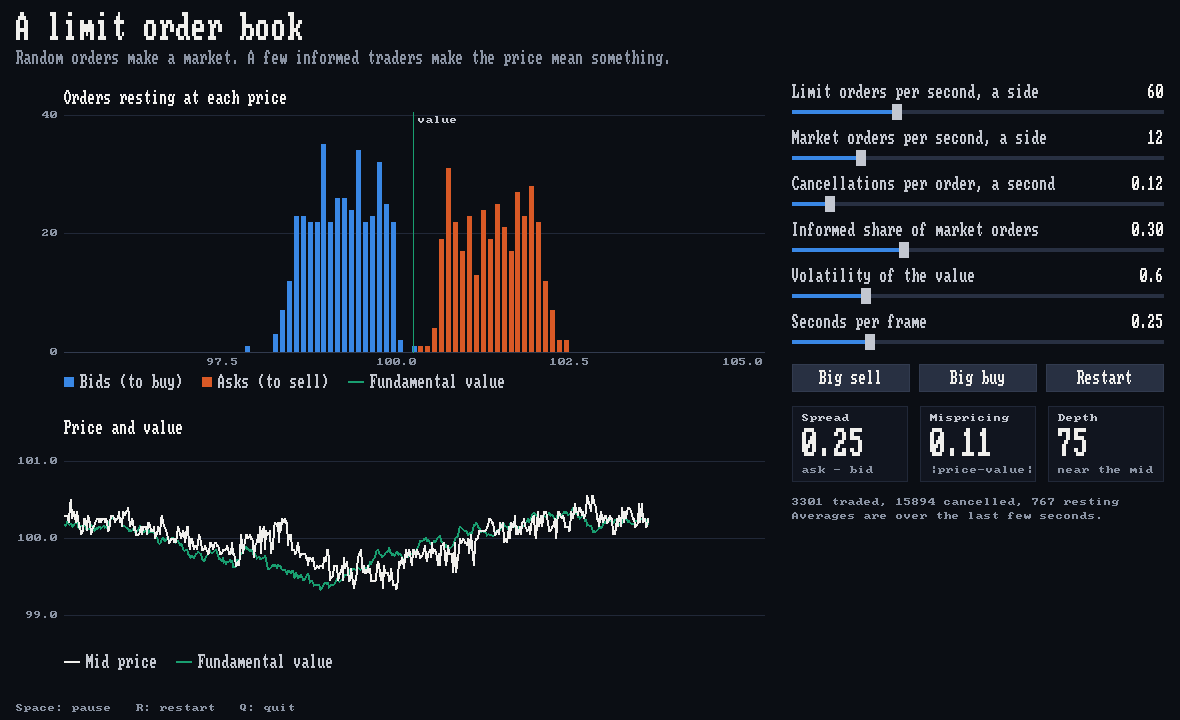 A limit order book
Random orders make a market. A few informed traders make the price mean something.
Orders resting at each price
40
value
20
0
97.5 100.0 102.5 105.0
Bids (to buy) Asks (to sell) Fundamental value
Price and value
101.0
100.0
99.0
Mid price Fundamental value
Space: pause R: restart Q: quit
Limit orders per second, a side 60
Market orders per second, a side 12
Cancellations per order, a second 0.12
Informed share of market orders 0.30
Volatility of the value 0.6
Seconds per frame 0.25
Big sell Big buy Restart
Spread Mispricing Depth
0.25 0.11 75
ask - bid |price-value| near the mid
3301 traded, 15894 cancelled, 767 resting
Averages are over the last few seconds.